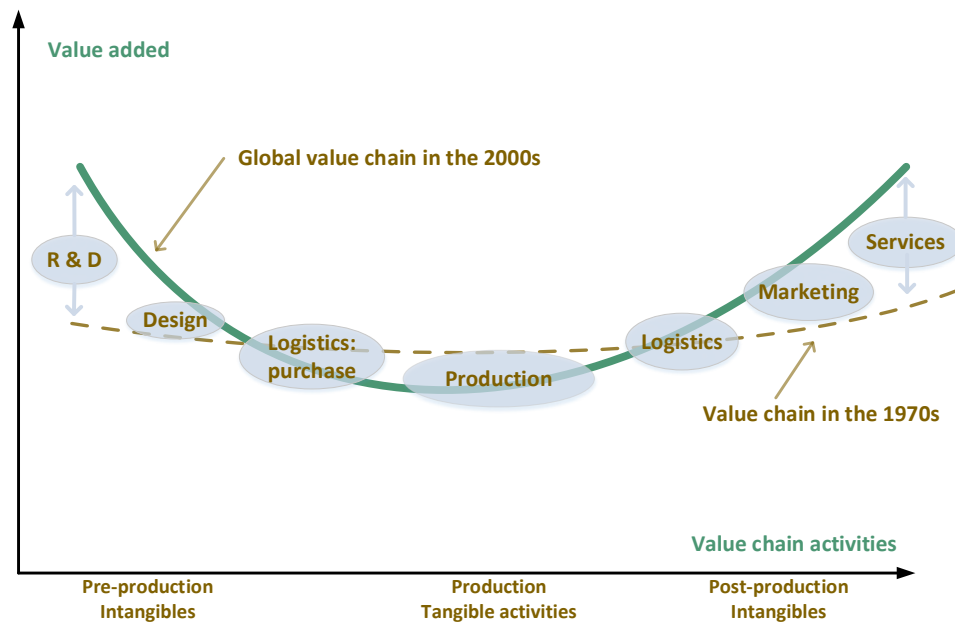 Value added
Global value chain in the 2000s
R & D
Services
Design
Marketing
Logistics:
purchase
Production
Logistics
Value chain in the 1970s
Value chain activities
Pre-production
Intangibles
Production
Tangible activities
Post-production
Intangibles